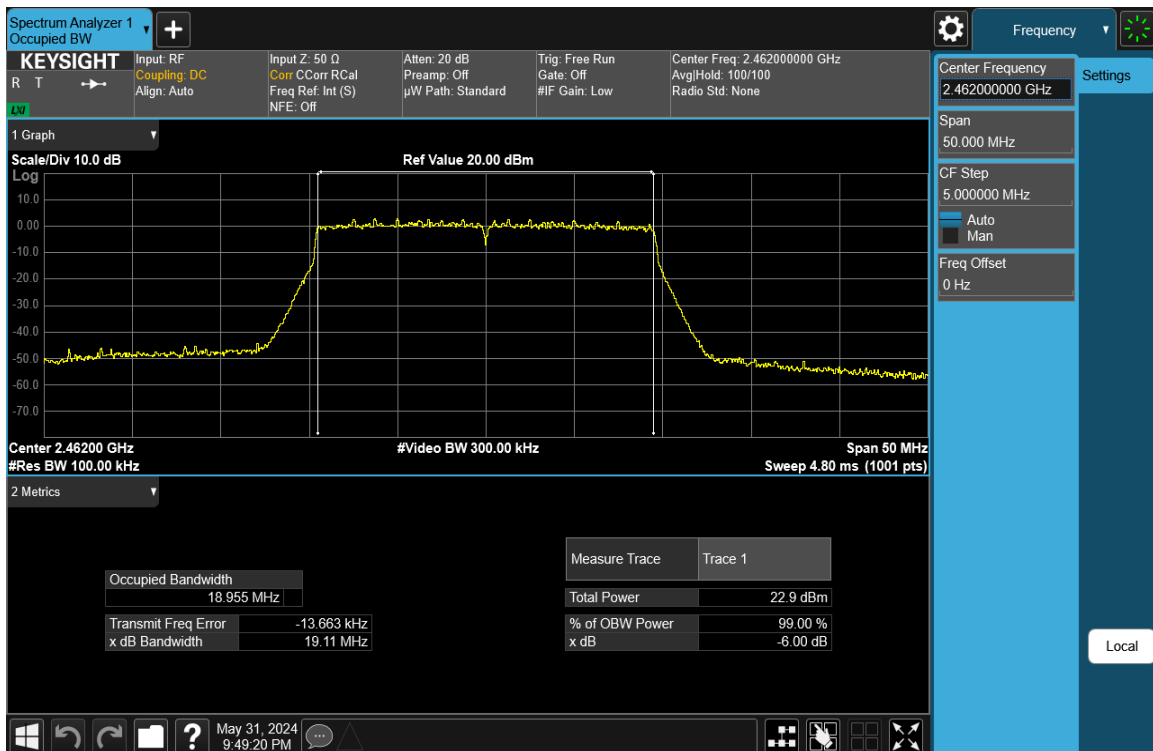 Spectrum Analyzer 1
Occupied BW
+
Frequency
KEYSIGHT
R T
LXI
Input: RF
Coupling: DC
Align: Auto
Input Z: 50 Ω
Corr CCorr RCal
Freq Ref: Int (S)
NFE: Off
Atten: 20 dB
Preamp: Off
µW Path: Standard
Trig: Free Run
Gate: Off
#IF Gain: Low
Center Freq: 2.462000000 GHz
Avg|Hold: 100/100
Radio Std: None
Center Frequency
2.462000000 GHz
Settings
Span
50.000 MHz
CF Step
5.000000 MHz
Auto
Man
Freq Offset
0 Hz
Local
1 Graph
Scale/Div 10.0 dB
Ref Value 20.00 dBm
Log
10.0
0.00
-10.0
-20.0
-30.0
-40.0
-50.0
-60.0
-70.0
Center 2.46200 GHz
#Video BW 300.00 kHz
Span 50 MHz
#Res BW 100.00 kHz
Sweep 4.80 ms (1001 pts)
2 Metrics
Occupied Bandwidth
18.955 MHz
Transmit Freq Error -13.663 kHz
x dB Bandwidth 19.11 MHz
Measure Trace Trace 1
Total Power 22.9 dBm
% of OBW Power 99.00 %
x dB -6.00 dB
?
May 31, 2024
9:49:20 PM